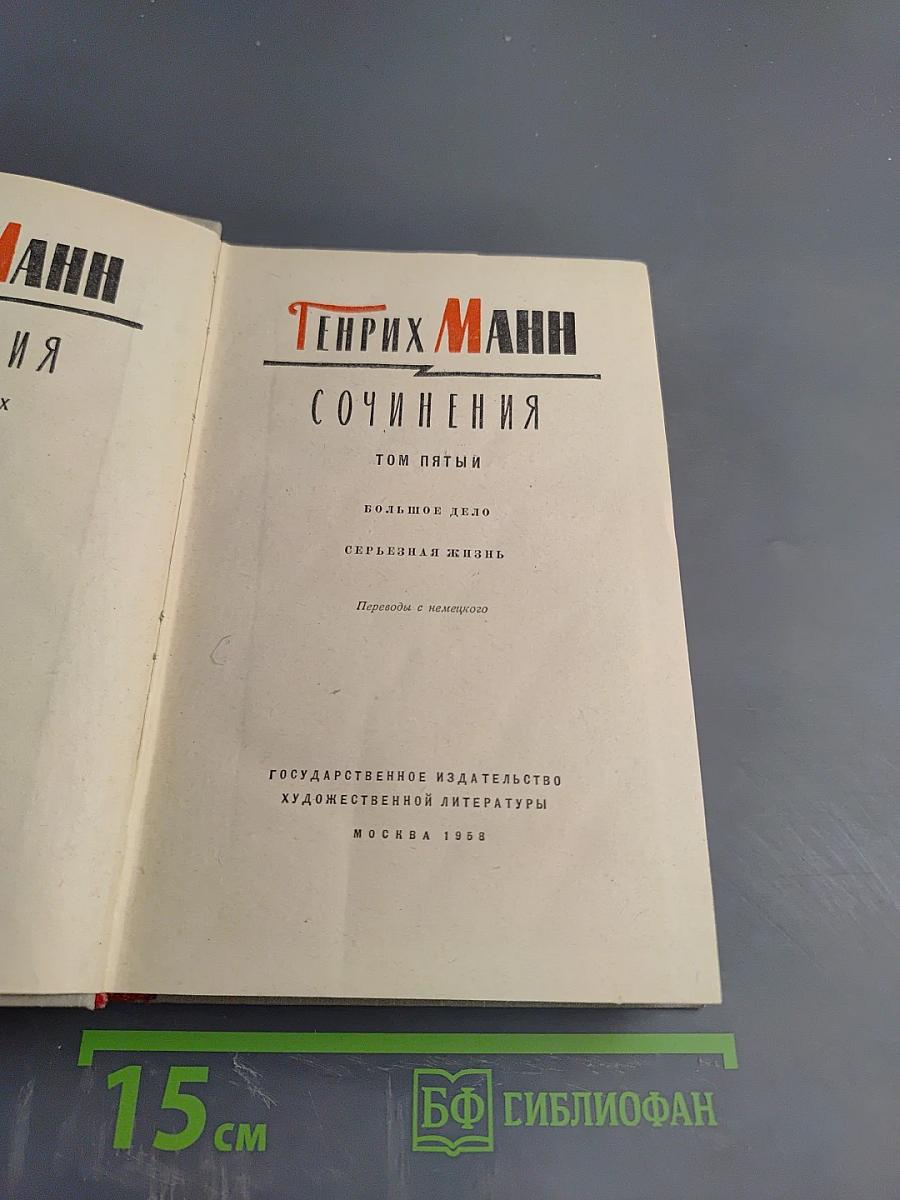 МАНН
ИЯ
Х
ГЕНРИХ МАНН
СОЧИНЕНИЯ
ТОМ ПЯТЫЙ
БОЛЬШОЕ ДЕЛО
СЕРЬЕЗНАЯ ЖИЗНЬ
Переводы с немецкого
ГОСУДАРСТВЕННОЕ ИЗДАТЕЛЬСТВО
ХУДОЖЕСТВЕННОЙ ЛИТЕРАТУРЫ
МОСКВА 1958
15 см
БФ БИБЛИОФАН